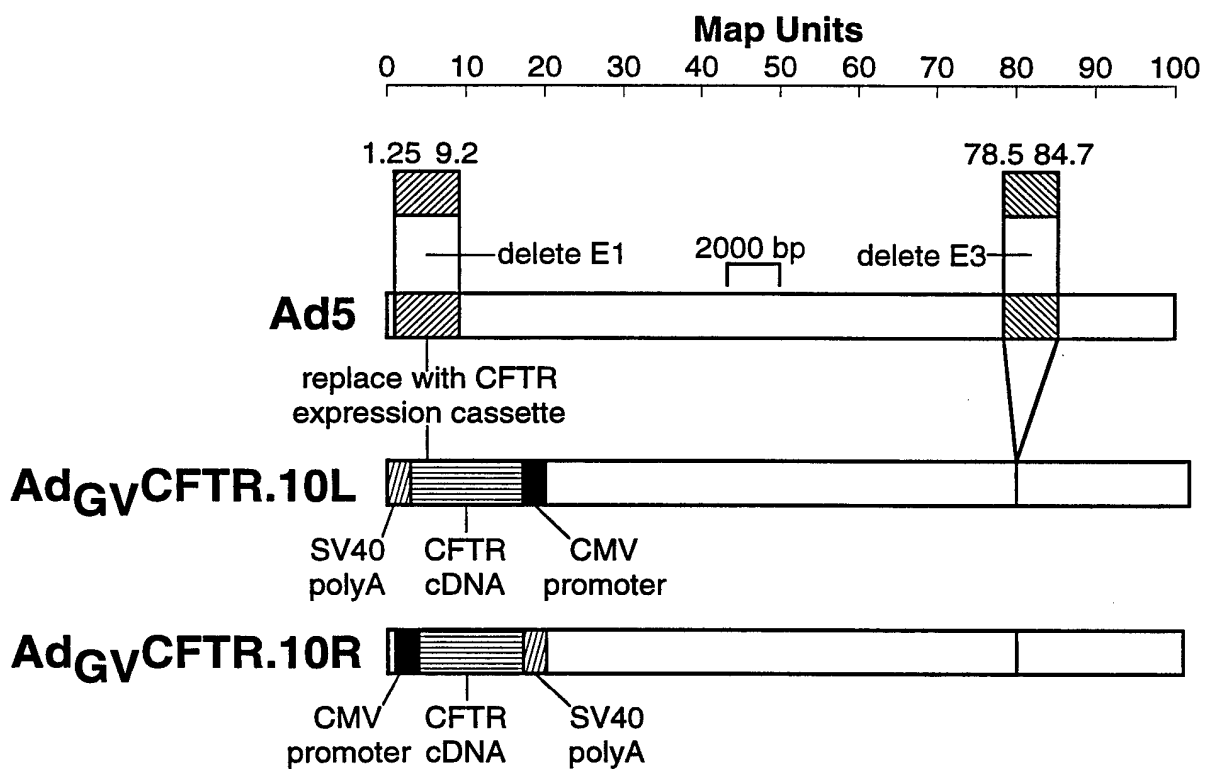 Map Units
0 10 20 30 40 50 60 70 80 90 100
1.25 9.2 78.5 84.7
delete E1 2000 bp delete E3
Ad5
replace with CFTR
expression cassette
AdGVCFTR.10L
SV40 CFTR CMV
polyA cDNA promoter
AdGVCFTR.10R
CMV CFTR SV40
promoter cDNA polyA